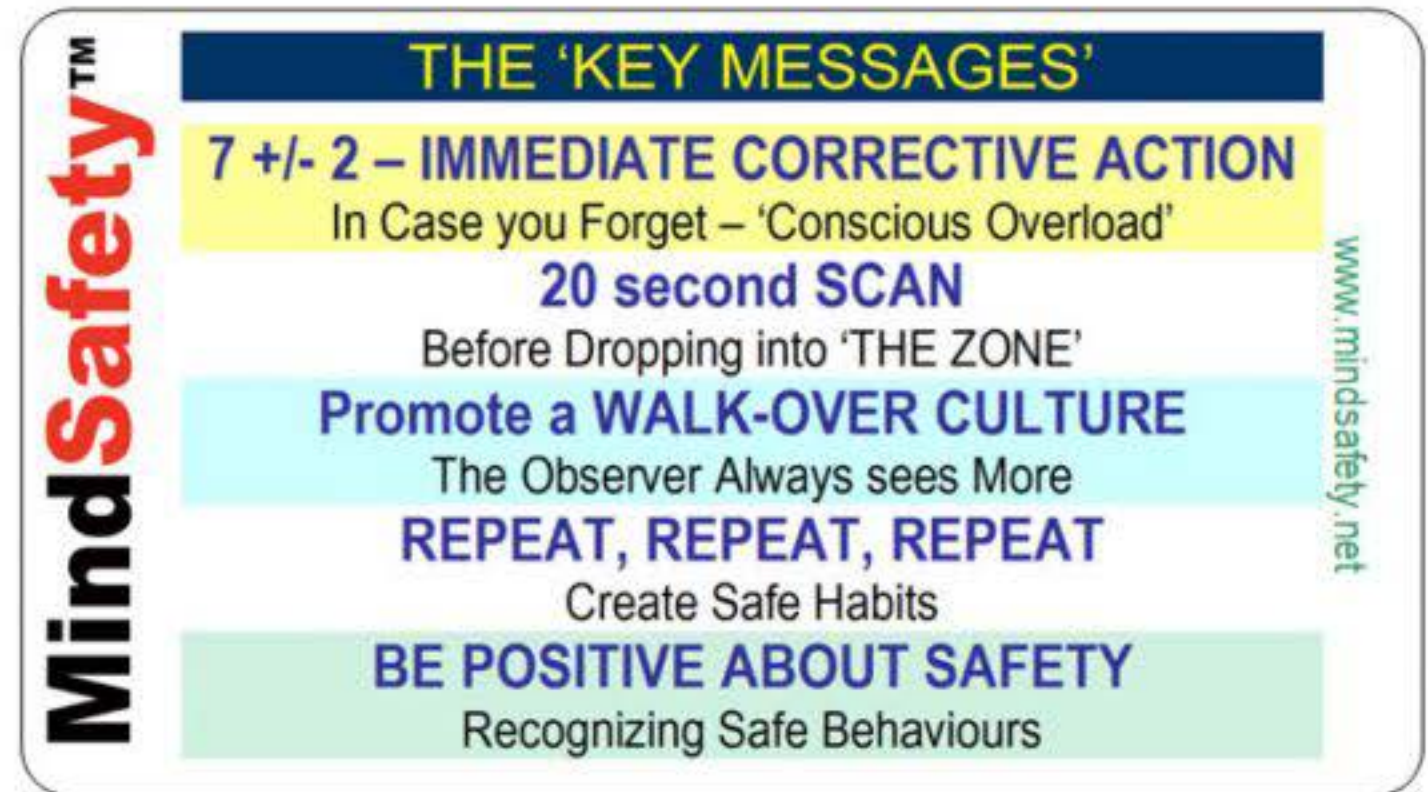 MindSafety™
THE ‘KEY MESSAGES’
7 +/- 2 – IMMEDIATE CORRECTIVE ACTION
In Case you Forget – ‘Conscious Overload’
20 second SCAN
Before Dropping into ‘THE ZONE’
Promote a WALK-OVER CULTURE
The Observer Always sees More
REPEAT, REPEAT, REPEAT
Create Safe Habits
BE POSITIVE ABOUT SAFETY
Recognizing Safe Behaviours
www.mindsafety.net